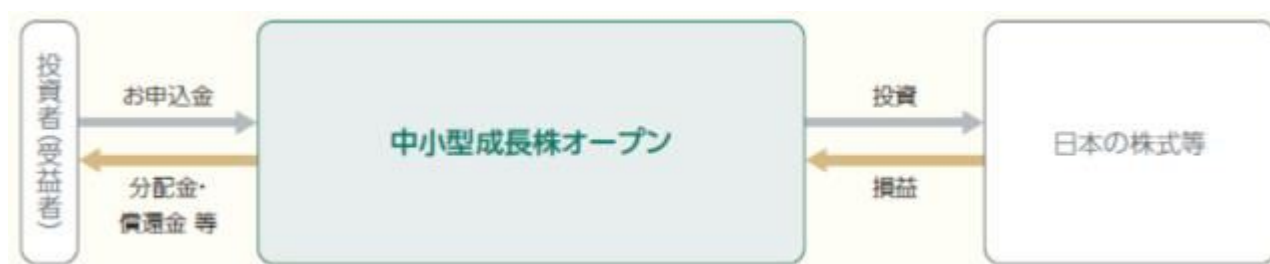 投資者(受益者)
お申込金
分配金・
償還金 等
中小型成長株オープン
投資
損益
日本の株式等